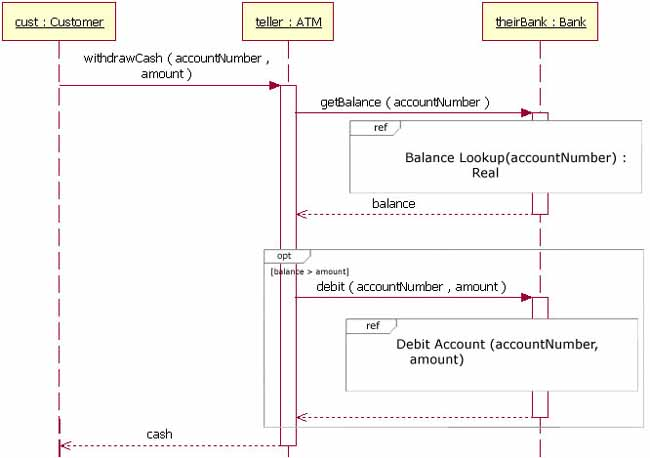 cust : Customer
teller : ATM
theirBank : Bank
withdrawCash ( accountNumber ,
amount )
getBalance ( accountNumber )
ref
Balance Lookup(accountNumber) :
Real
balance
opt
[balance > amount]
debit ( accountNumber , amount )
ref
Debit Account (accountNumber,
amount)
cash